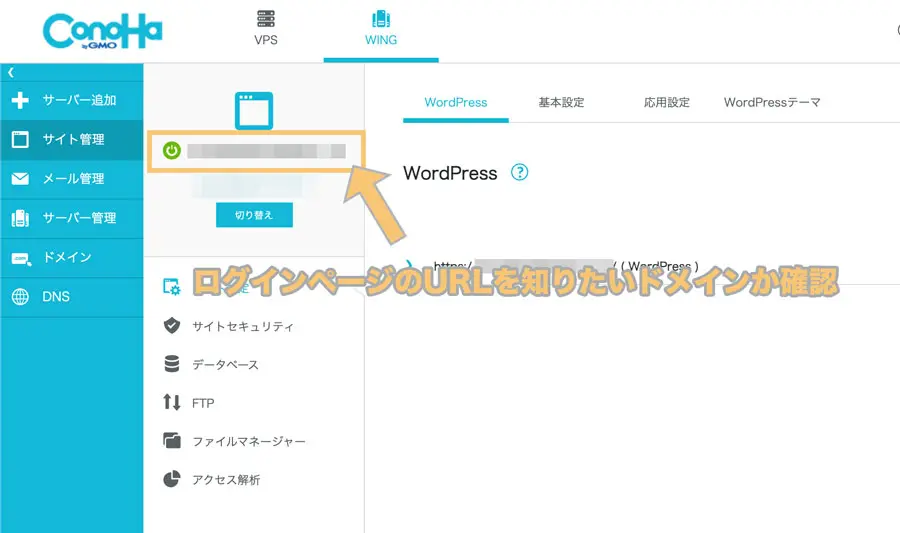 ConoHa
by GMO
VPS
WING
サーバー追加
サイト管理
メール管理
サーバー管理
ドメイン
DNS
切り替え
サイトセキュリティ
データベース
FTP
ファイルマネージャー
アクセス解析
WordPress
基本設定
応用設定
WordPressテーマ
WordPress ?
https:/ / ( WordPress )
ログインページのURLを知りたいドメインか確認